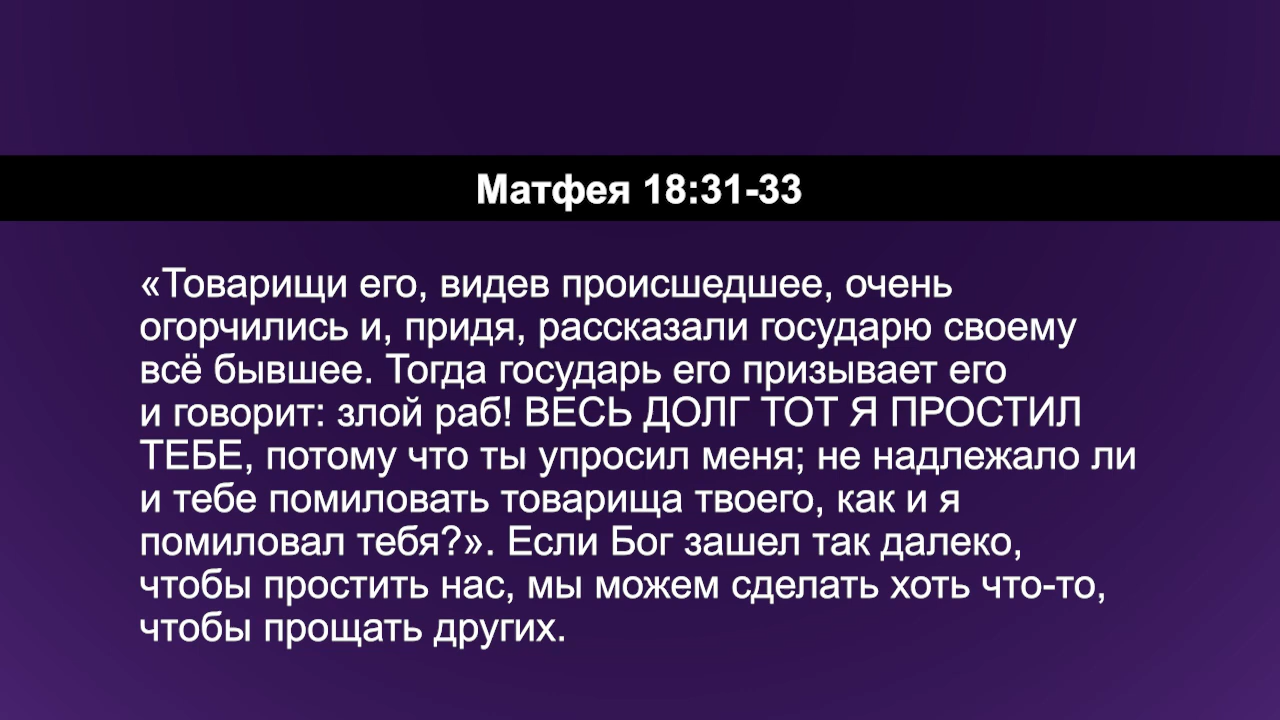 Матфея 18:31-33
«Товарищи его, видев происшедшее, очень
огорчились и, придя, рассказали государю своему
всё бывшее. Тогда государь его призывает его
и говорит: злой раб! ВЕСЬ ДОЛГ ТОТ Я ПРОСТИЛ
ТЕБЕ, потому что ты упросил меня; не надлежало ли
и тебе помиловать товарища твоего, как и я
помиловал тебя?». Если Бог зашел так далеко,
чтобы простить нас, мы можем сделать хоть что-то,
чтобы прощать других.